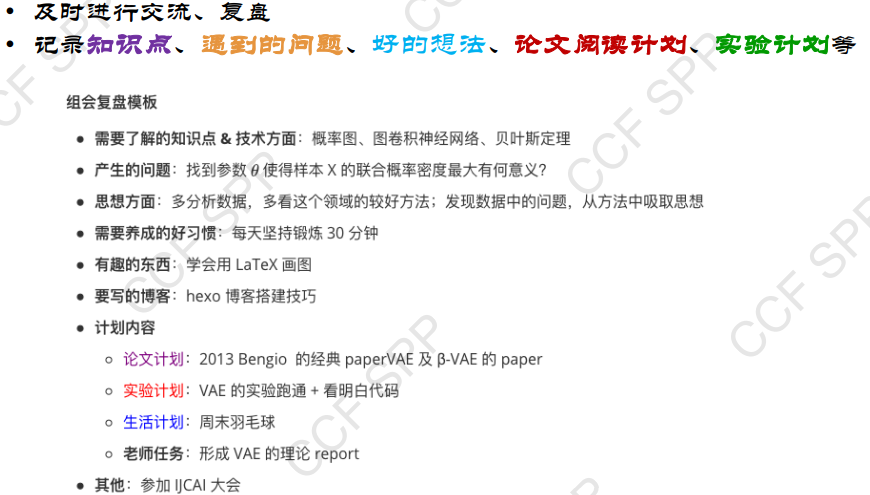 • 及时进行交流、复盘
• 记录知识点、遇到的问题、好的想法、论文阅读计划、实验计划等
组会复盘模板
• 需要了解的知识点 & 技术方面：概率图、图卷积神经网络、贝叶斯定理
• 产生的问题：找到参数 θ 使得样本 X 的联合概率密度最大有何意义？
• 思想方面：多分析数据，多看这个领域的较好方法；发现数据中的问题，从方法中吸取思想
• 需要养成的好习惯：每天坚持锻炼 30 分钟
• 有趣的东西：学会用 LaTeX 画图
• 要写的博客：hexo 博客搭建技巧
• 计划内容
○ 论文计划：2013 Bengio 的经典 paperVAE 及 β-VAE 的 paper
○ 实验计划：VAE 的实验跑通 + 看明白代码
○ 生活计划：周末羽毛球
○ 老师任务：形成 VAE 的理论 report
• 其他：参加 IJCAI 大会
CCF SPP
CCF SPP
CCF SPP
CCF SPP
CCF SPP